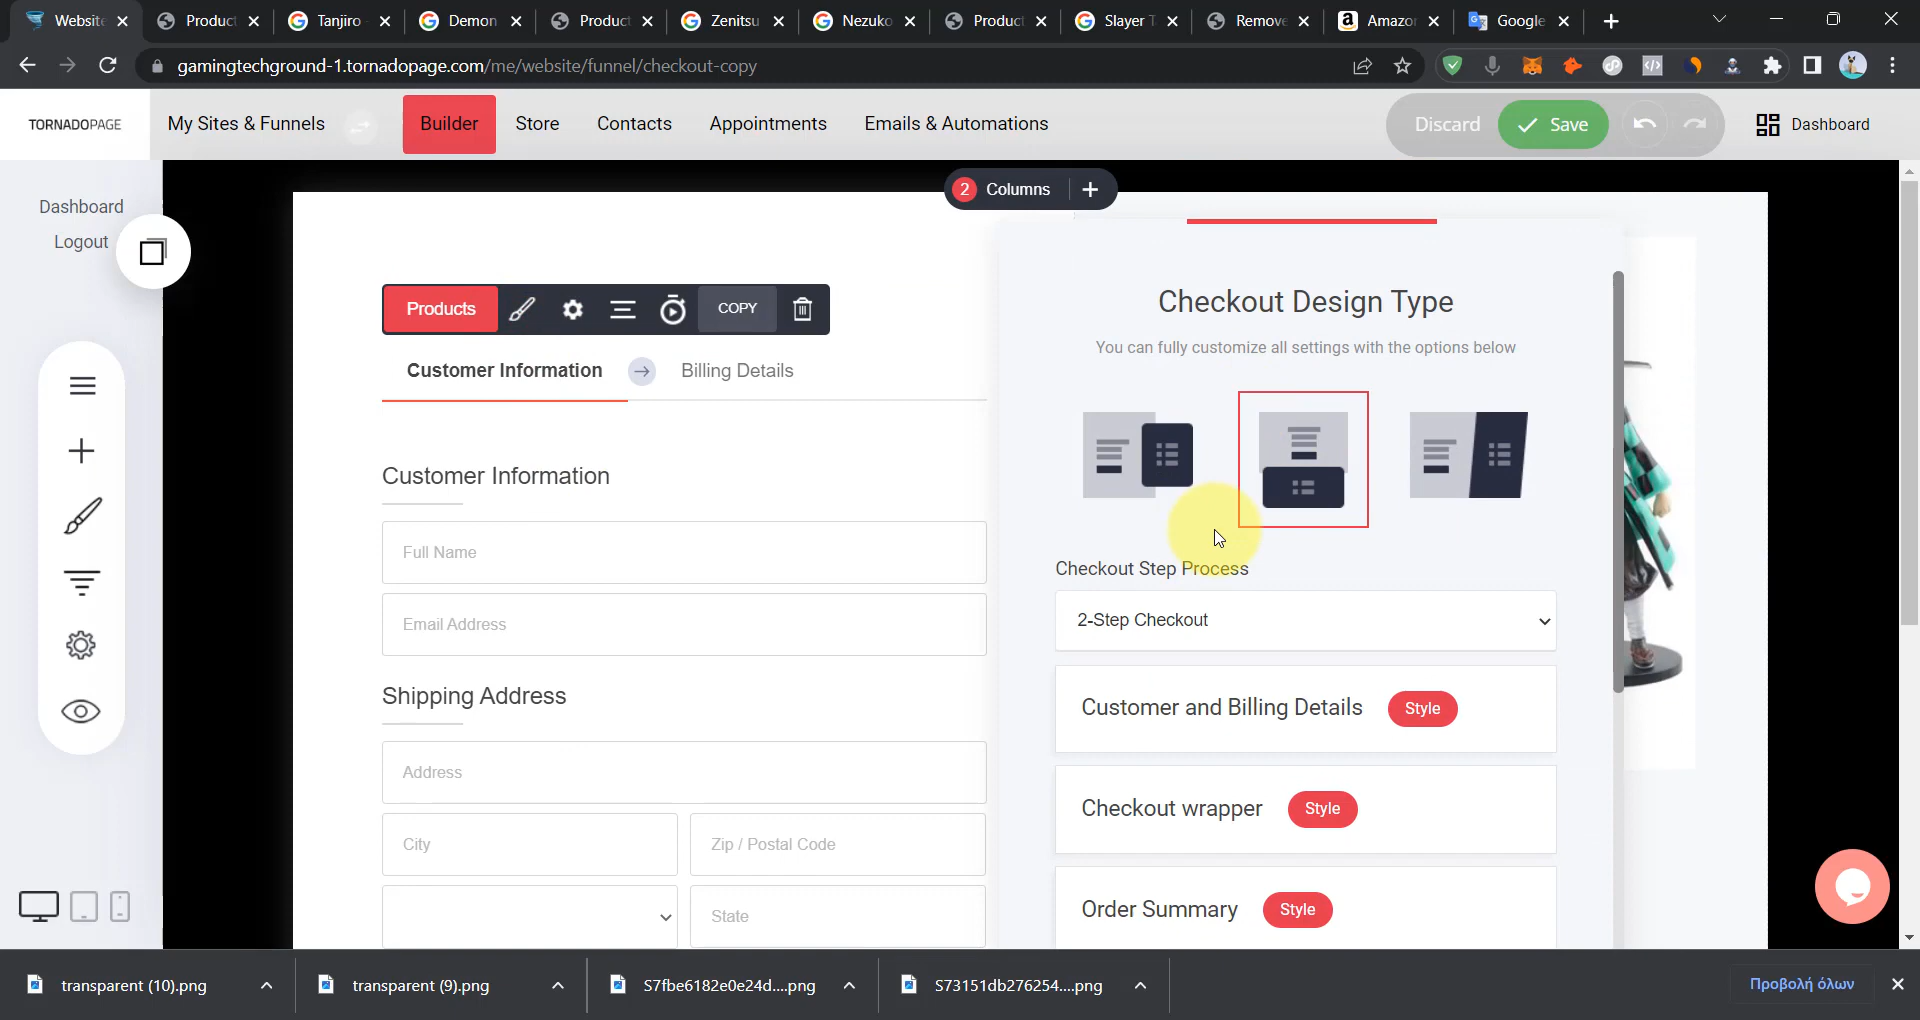 Website
Product
Tanjiro
Demon
Product
Zenitsu
Nezuko
Product
Slayer T
Remove
Amazon
Google
gamingtechground-1.tornadopage.com/me/website/funnel/checkout-copy
TORNADOPAGE
My Sites & Funnels
Builder
Store
Contacts
Appointments
Emails & Automations
Discard
Save
Dashboard
Dashboard
Logout
2 Columns +
Products
COPY
Customer Information
Billing Details
Customer Information
Full Name
Email Address
Shipping Address
Address
City
Zip / Postal Code
State
Checkout Design Type
You can fully customize all settings with the options below
Checkout Step Process
2-Step Checkout
Customer and Billing Details Style
Checkout wrapper Style
Order Summary Style
transparent (10).png
transparent (9).png
S7fbe6182e0e24d....png
S73151db276254....png
Προβολή όλων